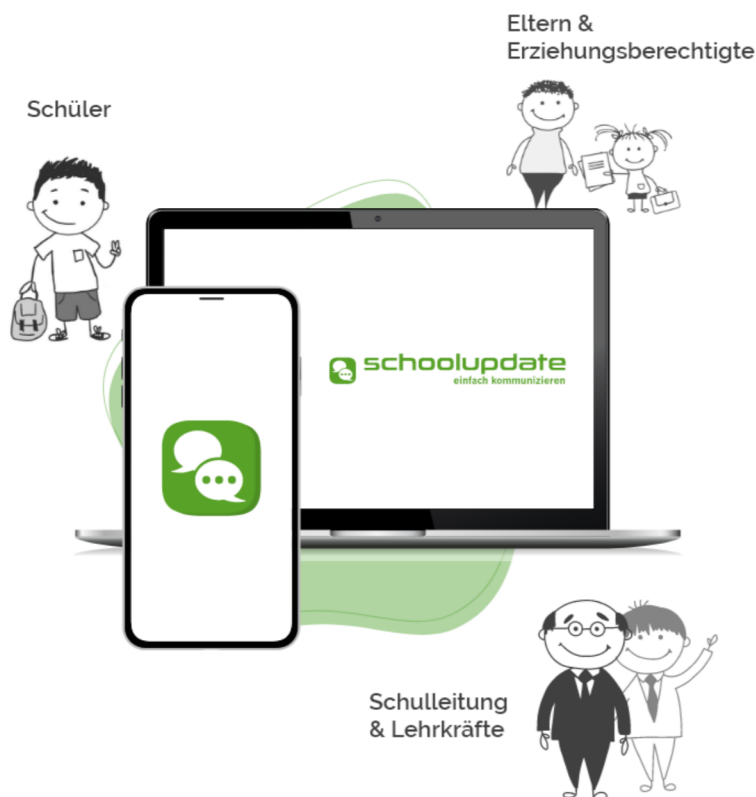 Eltern &
Erziehungsberechtigte
Schüler
schoolupdate
einfach kommunizieren
Schulleitung
& Lehrkräfte